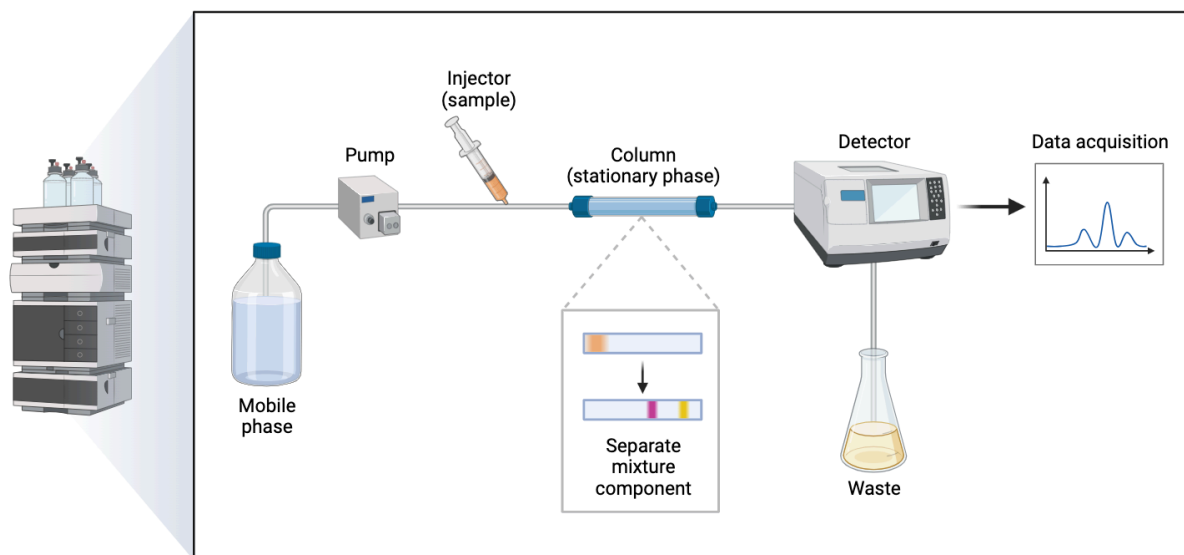 Injector
(sample)
Pump
Column
(stationary phase)
Detector
Data acquisition
Mobile
phase
Separate
mixture
component
Waste